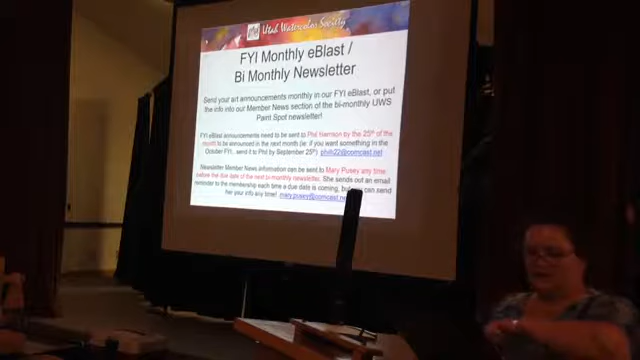 Utah Watercolor Society
FYI Monthly eBlast /
Bi Monthly Newsletter
Send your art announcements monthly in our FYI eBlast, or put
the info into our Member News section of the bi-monthly UWS
Paint Spot newsletter!
FYI eBlast announcements need to be sent to Phil Harrison by the 25th of the
month to be announced in the next month (ie if you want something in the
October FYI.. send it to Phil by September 25th)
Newsletter Member News information can be sent to Mary Pusey any time
before the due date of the next bi-monthly newsletter. She sends out an email
reminder to the membership each time a due date is coming, but can send
her your info any time! mary.pusey@comcast